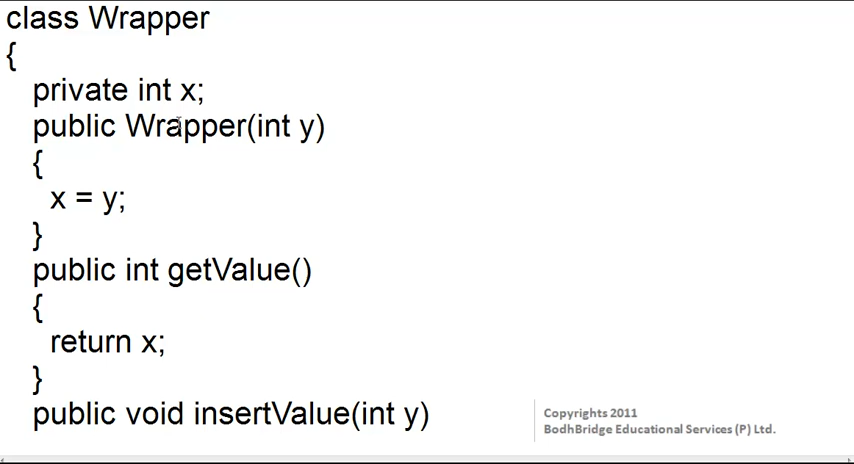 class Wrapper
{
private int x;
public Wrapper(int y)
{
x = y;
}
public int getValue()
{
return x;
}
public void insertValue(int y)
Copyrights 2011
BodhBridge Educational Services (P) Ltd.